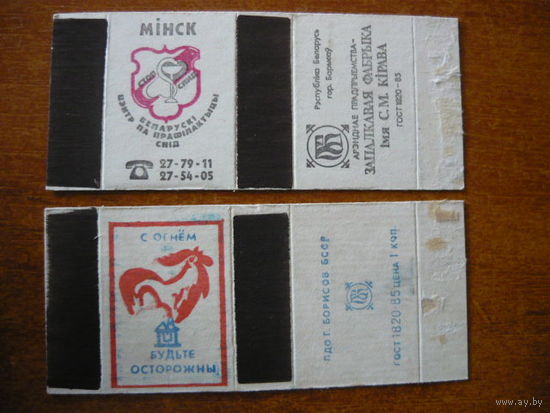 МІНСК
СТОП СНІД
БЕЛАРУСКІ
ЦЭНТР ПА ПРАФІЛАКТЫЦЫ
СНІД
27-79-11
27-54-05
Рэспубліка Беларусь
гор. Барысаў
АРЭНДНАЕ ПРАДПРЫЕМСТВА-
ЗАПАЛКАВАЯ ФАБРЫКА
імя С.М. КІРАВА
ГОСТ 1820-85
С ОГНЁМ
БУДЬТЕ
ОСТОРОЖНЫ
ПДО Г. БОРИСОВ БССР
ГОСТ 1820-85 ЦЕНА 1 КОП
www.ay.by